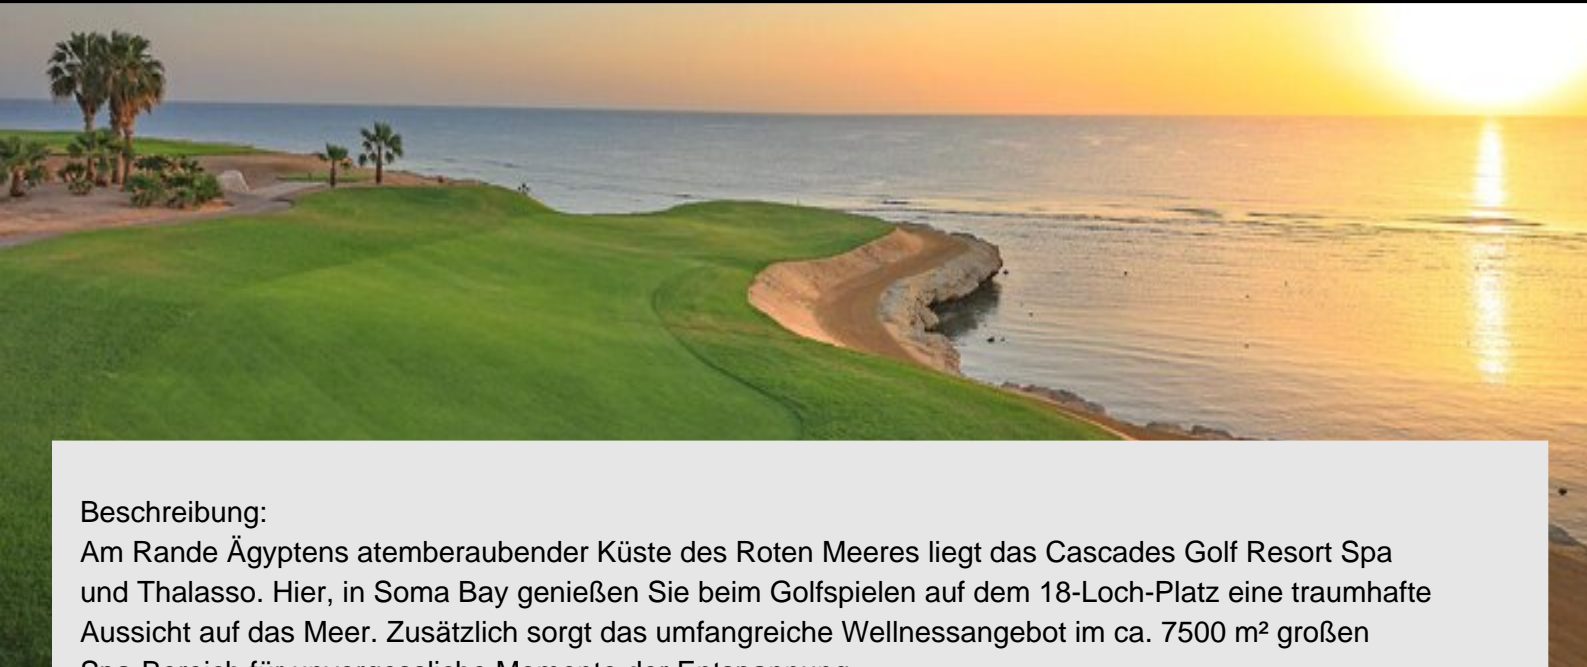 Beschreibung:
Am Rande Ägyptens atemberaubender Küste des Roten Meeres liegt das Cascades Golf Resort Spa
und Thalasso. Hier, in Soma Bay genießen Sie beim Golfspielen auf dem 18-Loch-Platz eine traumhafte
Aussicht auf das Meer. Zusätzlich sorgt das umfangreiche Wellnessangebot im ca. 7500 m² großen
Spa-Bereich für unvergessliche Momente der Entspannung.